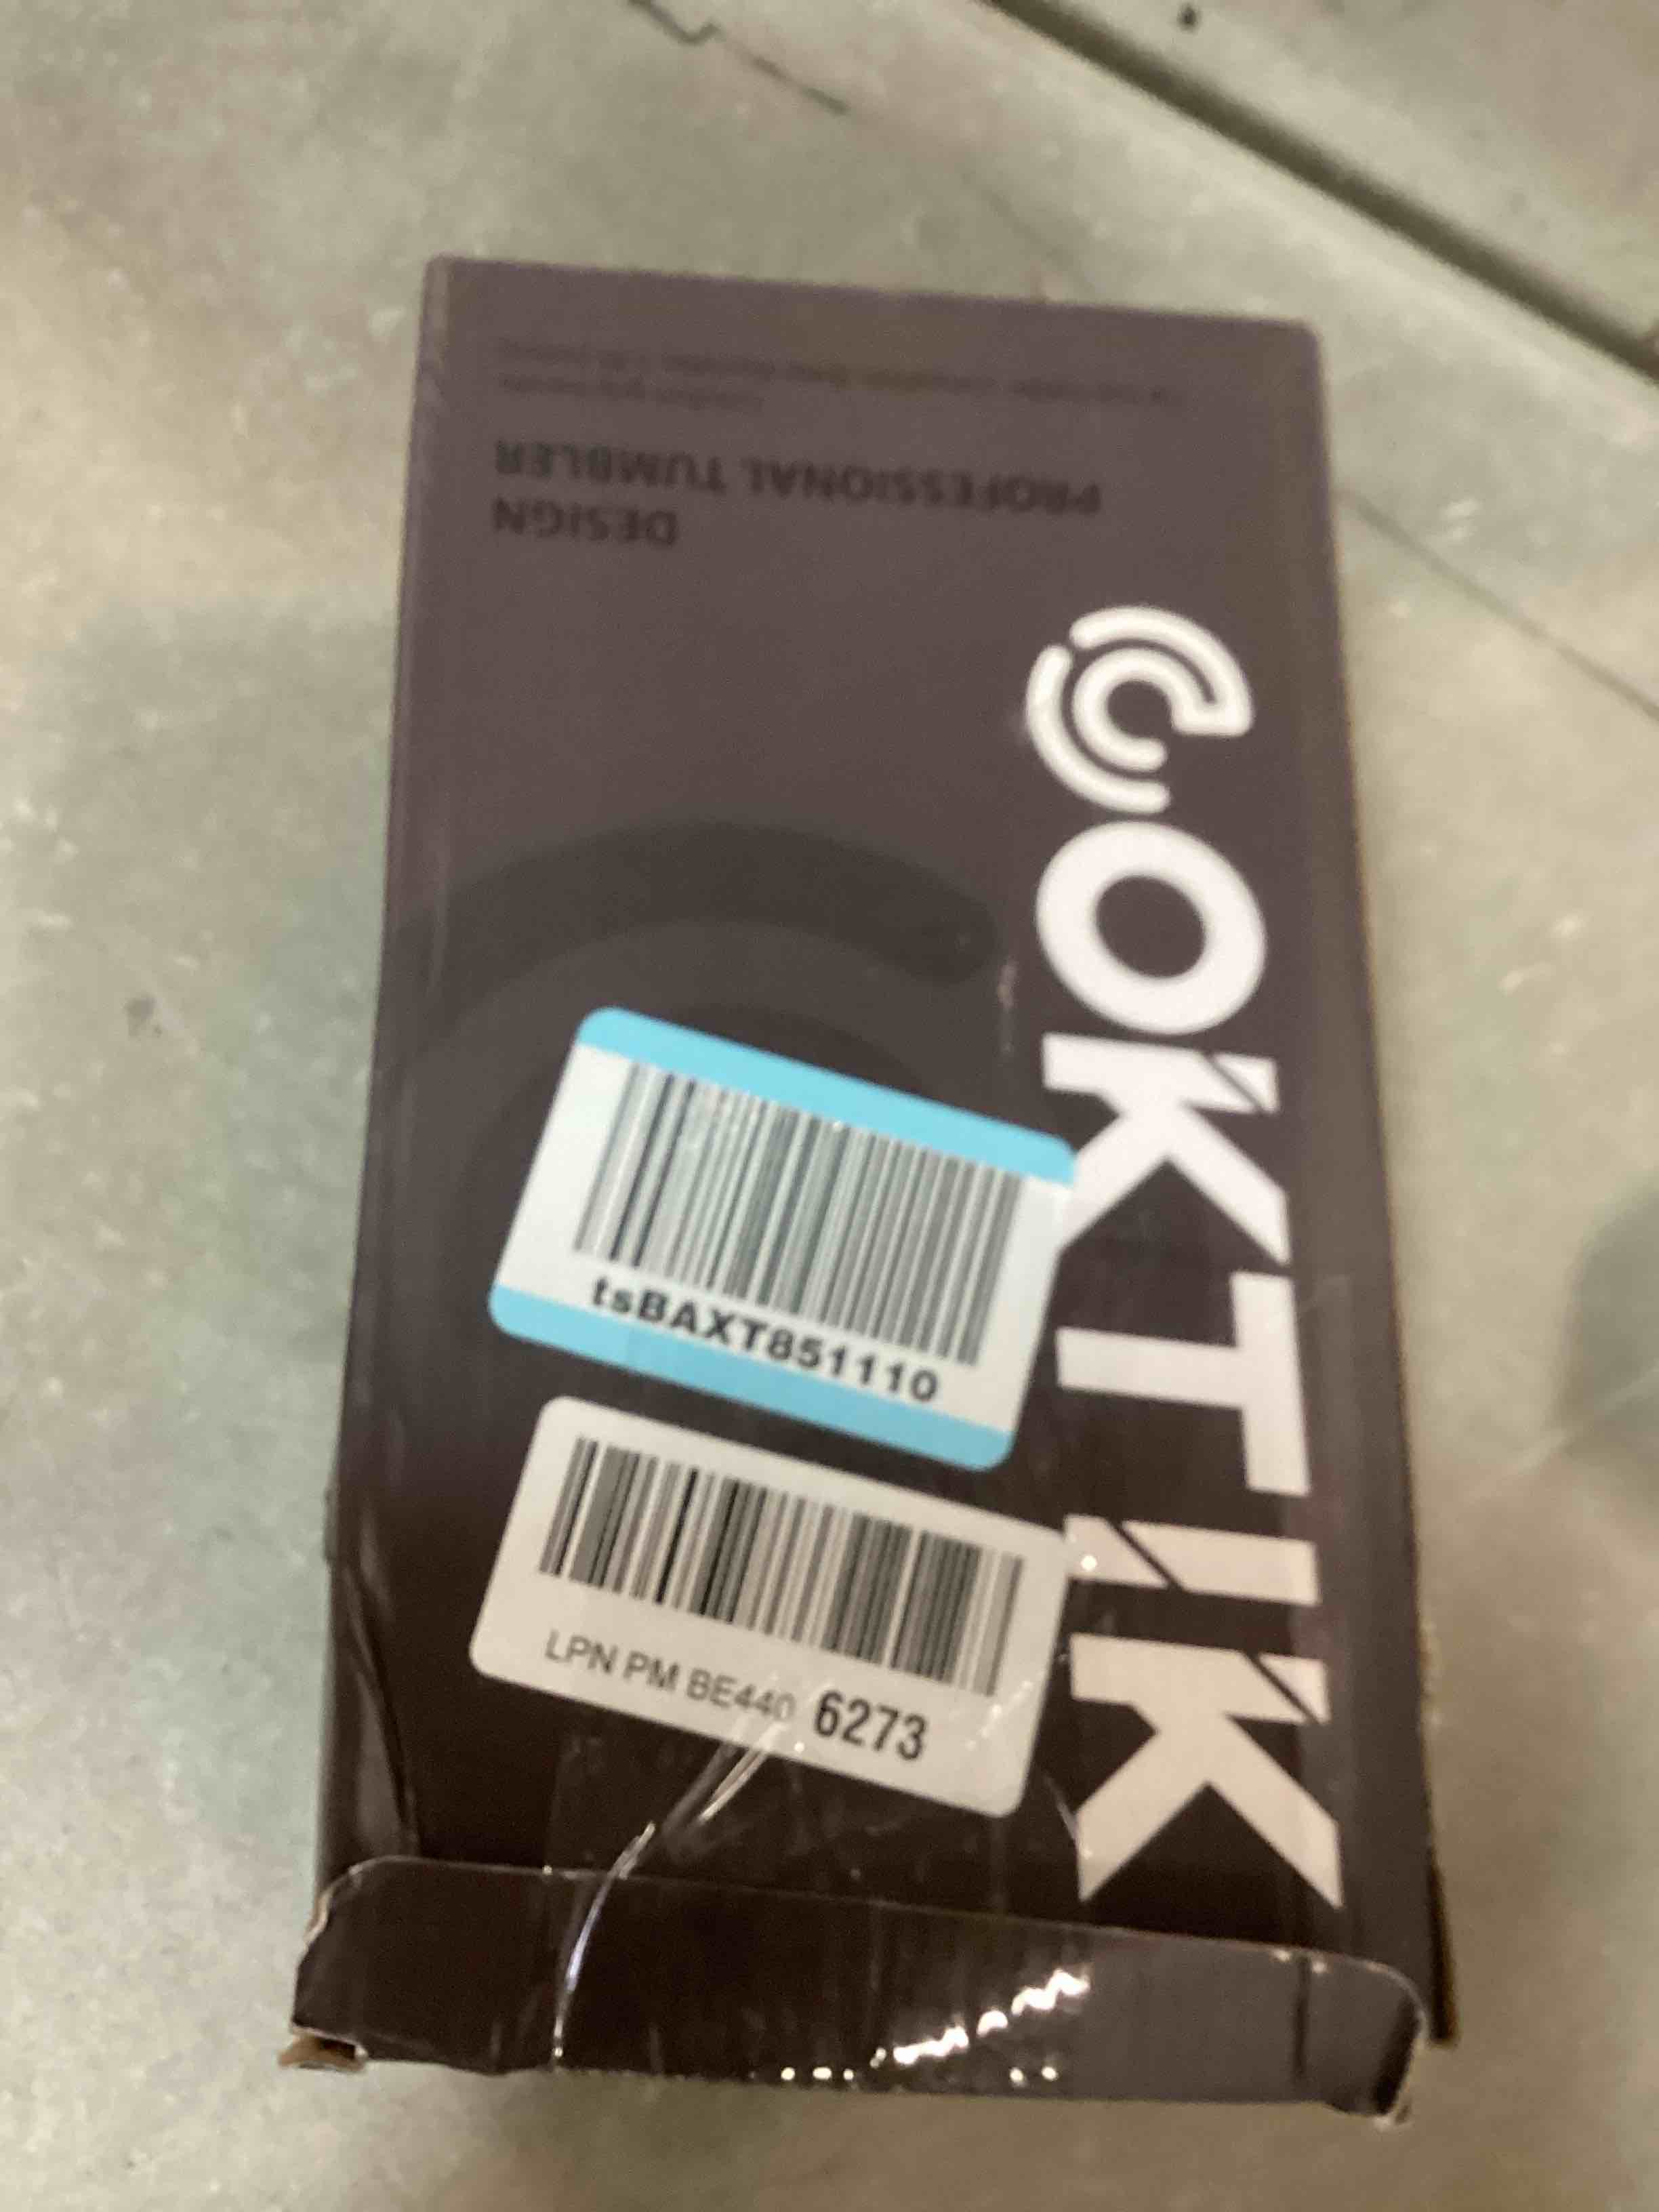 COKTIK
PROFESSIONAL TUMBLER
DESIGN
tsBAXT851110
LPN PM BE440 6273